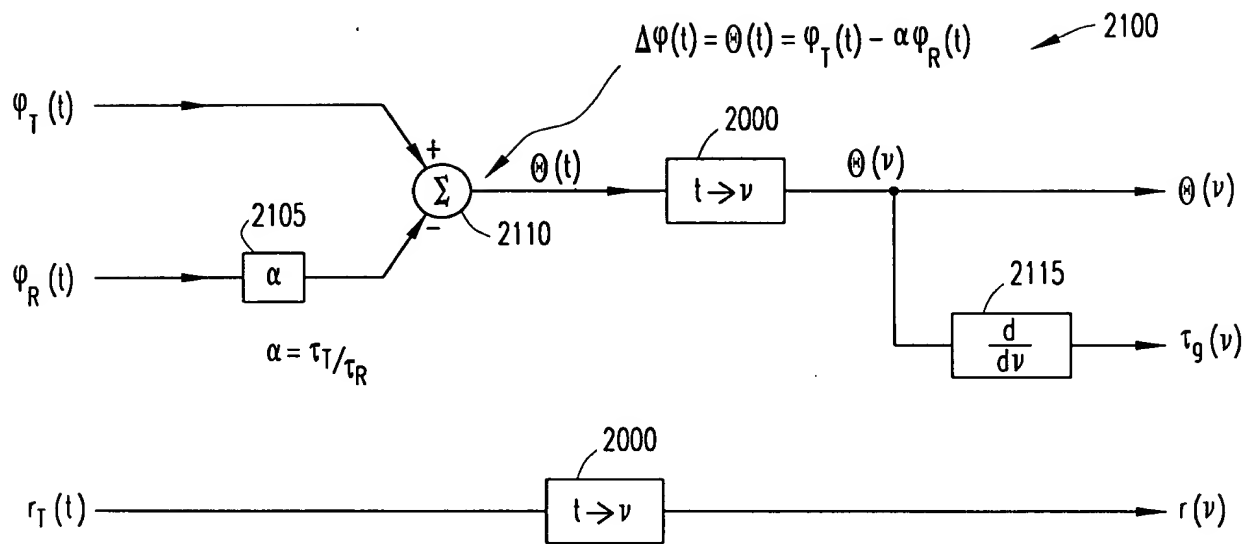 Δφ(t) = Θ(t) = φ_T(t) - αφ_R(t)
2100
φ_T(t)
+
Σ
-
2110
Θ(t)
2000
t→ν
Θ(ν)
Θ(ν)
2105
φ_R(t)
α
α = τ_T/τ_R
2115
d/dν
τ_g(ν)
2000
r_T(t)
t→ν
r(ν)